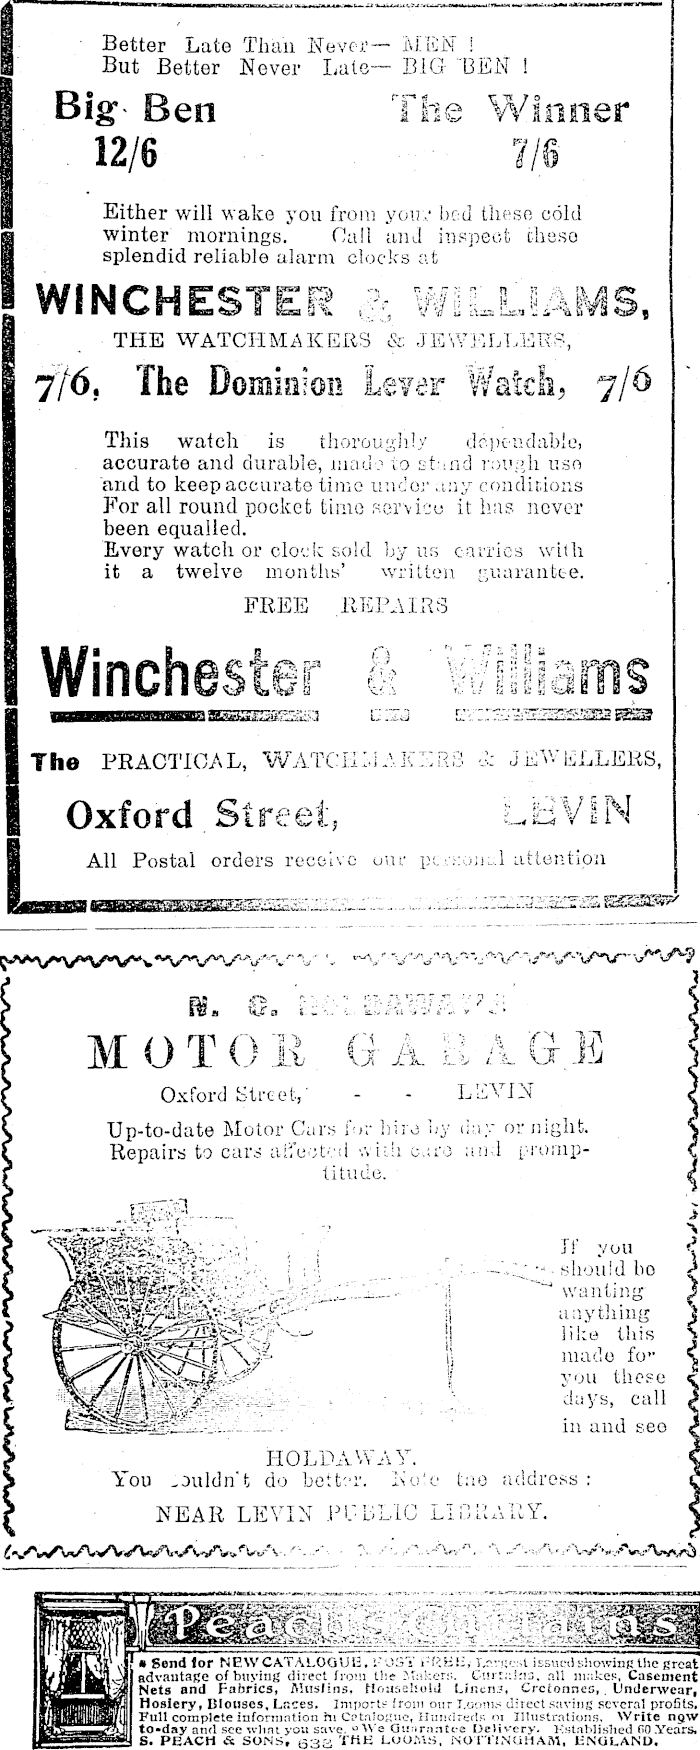 Better Late Than Never— MEN !
But Better Never Late— BIG BEN !
Big Ben The Winner
12/6 7/6
Either will wake you from your bed these cold
winter mornings. Call and inspect these
splendid reliable alarm clocks at
WINCHESTER & WILLIAMS,
THE WATCHMAKERS & JEWELLERS,
7/6, The Dominion Lever Watch, 7/6
This watch is thoroughly dependable,
accurate and durable, made to stand rough use
and to keep accurate time under any conditions
For all round pocket time service it has never
been equalled.
Every watch or clock sold by us carries with
it a twelve months' written guarantee.
FREE REPAIRS
Winchester & Williams
The PRACTICAL, WATCHMAKERS & JEWELLERS,
Oxford Street, LEVIN
All Postal orders receive our personal attention
N. C. HOLDAWAY'S
MOTOR GARAGE
Oxford Street, - - LEVIN
Up-to-date Motor Cars for hire by day or night.
Repairs to cars affected with care and promp-
titude.
If you
should be
wanting
anything
like this
made for
you these
days, call
in and see
HOLDAWAY.
You couldn't do better. Note the address :
NEAR LEVIN PUBLIC LIBRARY.
Peach's Curtains
Send for NEW CATALOGUE, POST FREE, Largest issued showing the great
advantage of buying direct from the Makers. Curtains, all makes, Casement
Nets and Fabrics, Muslins, Household Linens, Cretonnes, Underwear,
Hosiery, Blouses, Laces. Imports from our Looms direct saving several profits.
Full complete information in Catalogue, Hundreds of Illustrations. Write now
to-day and see what you save. We Guarantee Delivery. Established 60 Years.
S. PEACH & SONS, 632 THE LOOMS, NOTTINGHAM, ENGLAND.